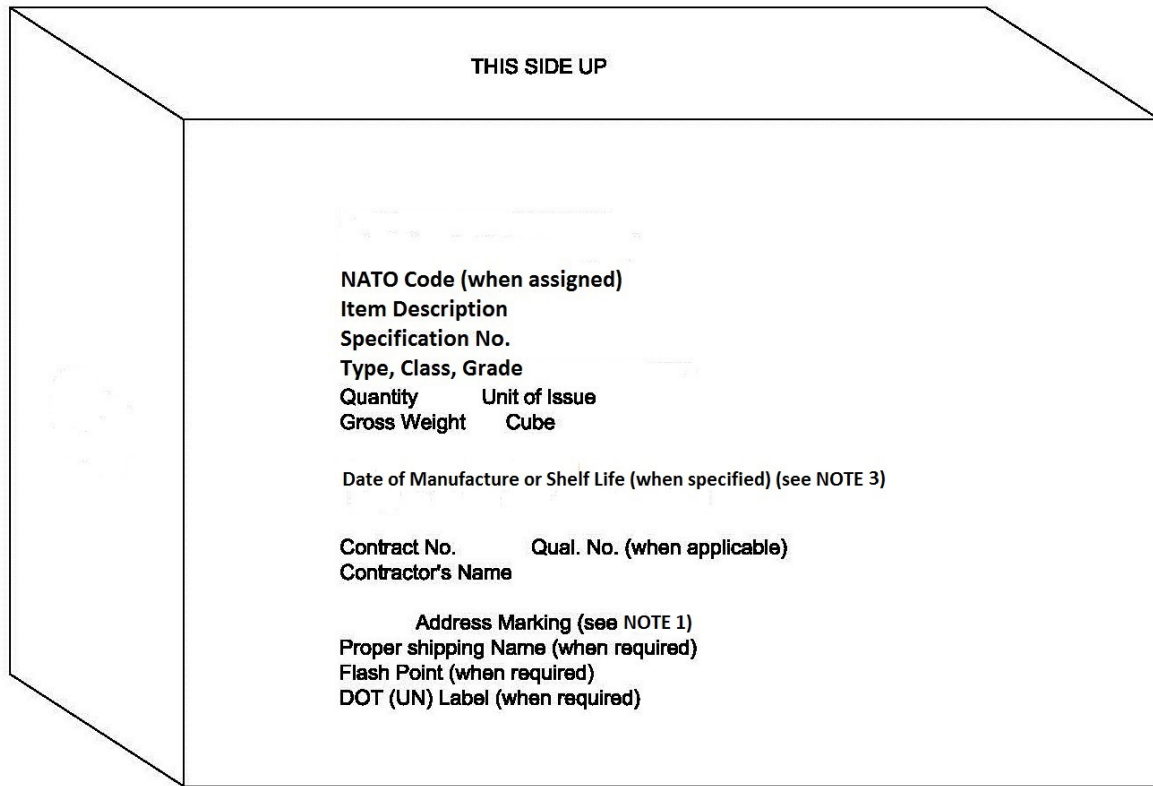 THIS SIDE UP
NATO Code (when assigned)
Item Description
Specification No.
Type, Class, Grade
Quantity Unit of Issue
Gross Weight Cube
Date of Manufacture or Shelf Life (when specified) (see NOTE 3)
Contract No. Qual. No. (when applicable)
Contractor's Name
Address Marking (see NOTE 1)
Proper shipping Name (when required)
Flash Point (when required)
DOT (UN) Label (when required)